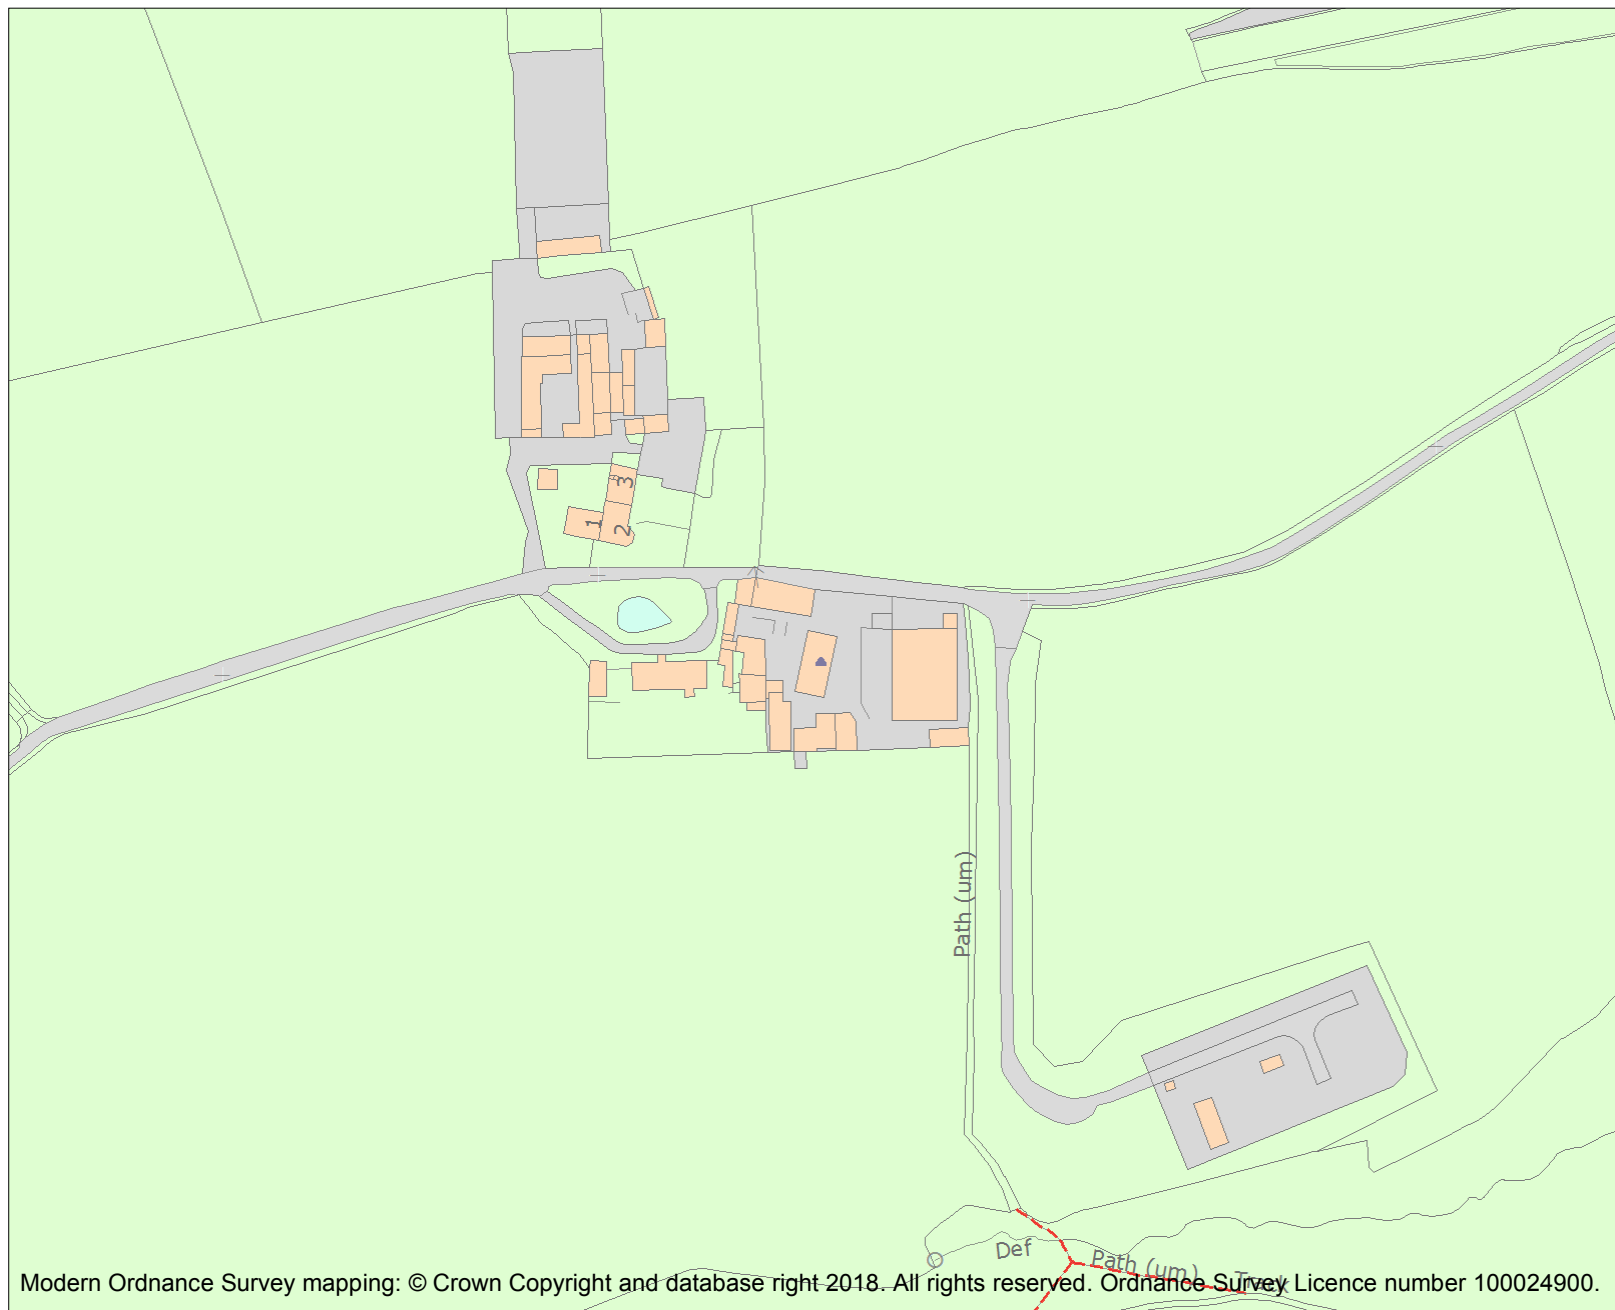 3
1
2
Path (um)
Def
Path (um)
Track
Modern Ordnance Survey mapping: © Crown Copyright and database right 2018. All rights reserved. Ordnance Survey Licence number 100024900.